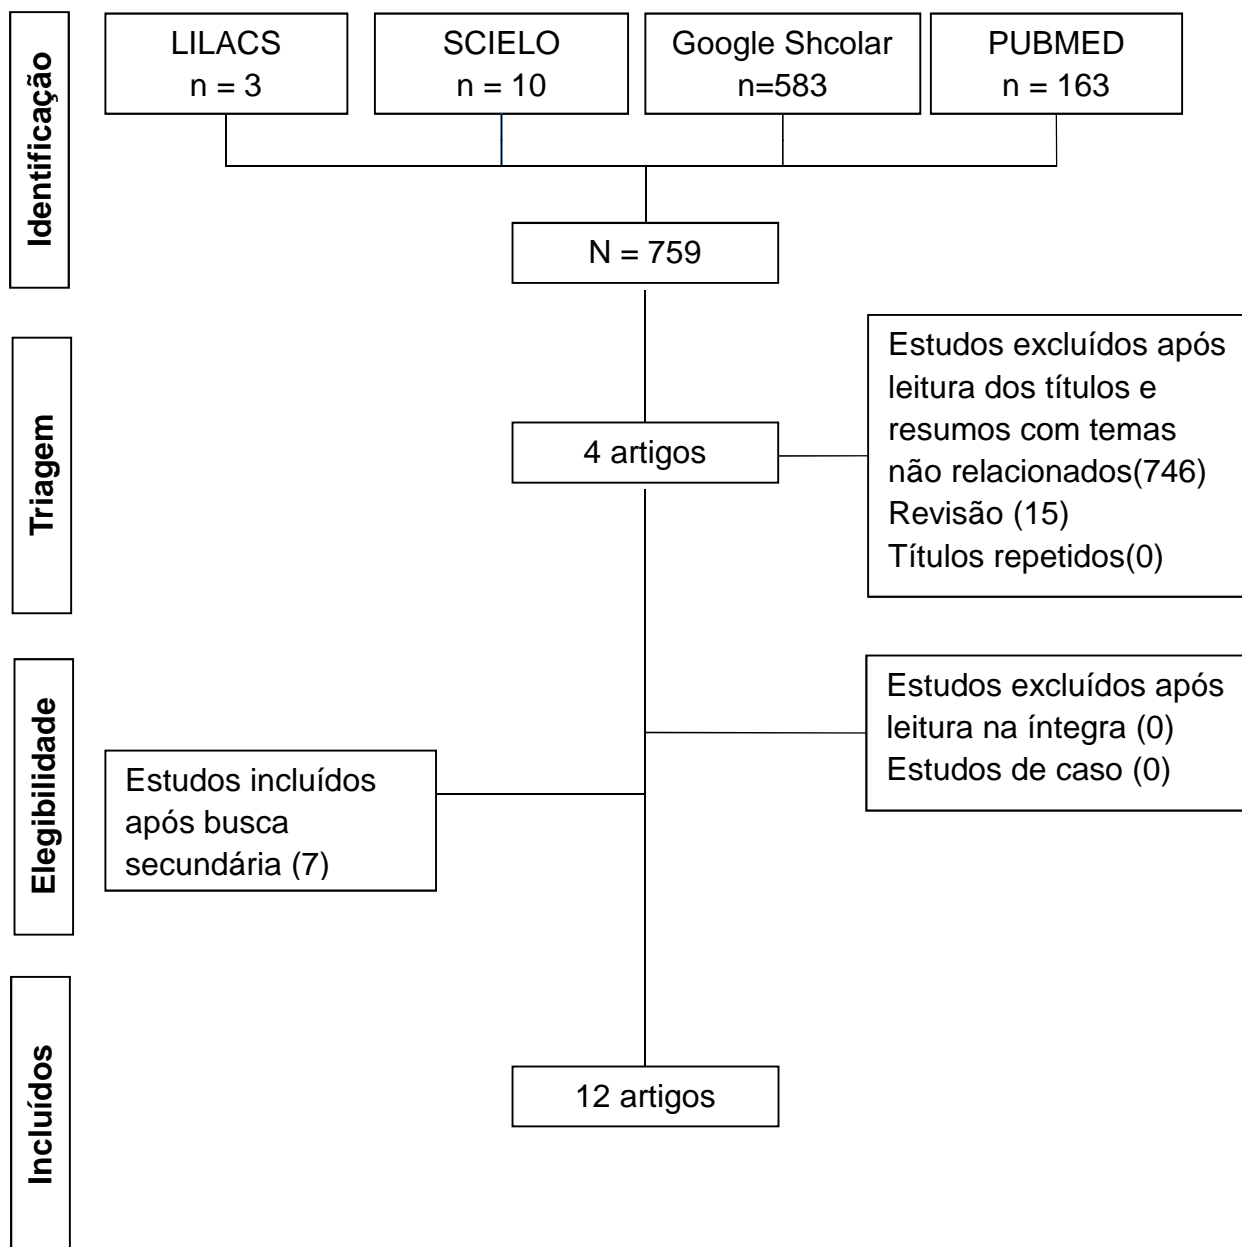 Identificação
LILACS
n = 3
SCIELO
n = 10
Google Shcolar
n=583
PUBMED
n = 163
N = 759
Triagem
4 artigos
Estudos excluídos após
leitura dos títulos e
resumos com temas
não relacionados(746)
Revisão (15)
Títulos repetidos(0)
Elegibilidade
Estudos excluídos após
leitura na íntegra (0)
Estudos de caso (0)
Estudos incluídos
após busca
secundária (7)
Incluídos
12 artigos